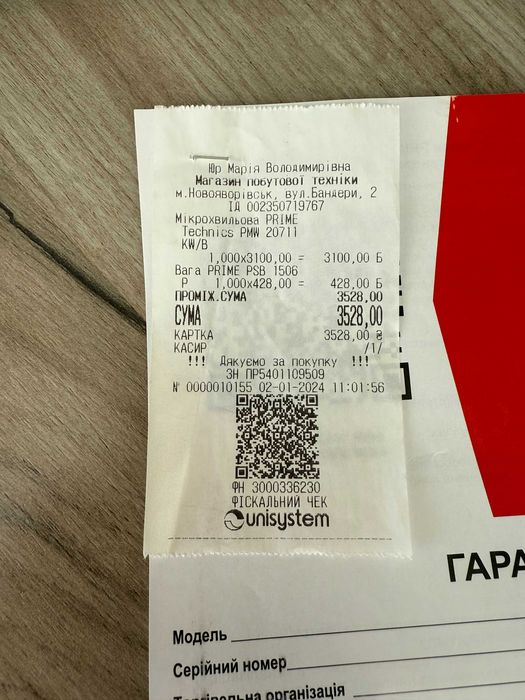 Юр Марія Володимирівна
Магазин побутової техніки
м.Новояворівськ, вул.Бандери, 2
ІД 002350719767
Мікрохвильова PRIME
Technics PMW 20711
KW/B
1,000x3100,00 = 3100,00 Б
Вага PRIME PSB 1506
P 1,000x428,00 = 428,00 Б
ПРОМІЖ.СУМА 3528,00
СУМА 3528,00
КАРТКА 3528,00 ₴
КАСИР /1/
!!! Дякуємо за покупку !!!
ЗН ПР5401109509
№ 0000010155 02-01-2024 11:01:56
ФН 3000336230
ФІСКАЛЬНИЙ ЧЕК
unisystem
ГАРА
Модель
Серійний номер
Торгівельна організація